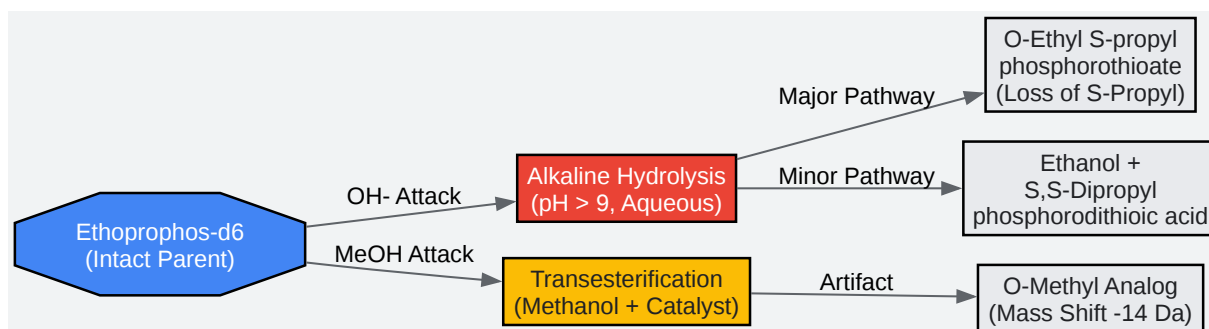 Ethoprophos-d6
(Intact Parent)
OH- Attack
MeOH Attack
Alkaline Hydrolysis
(pH > 9, Aqueous)
Transesterification
(Methanol + Catalyst)
Major Pathway
Minor Pathway
Artifact
O-Ethyl S-propyl
phosphorothioate
(Loss of S-Propyl)
Ethanol +
S,S-Dipropyl
phosphorodithioic acid
O-Methyl Analog
(Mass Shift -14 Da)